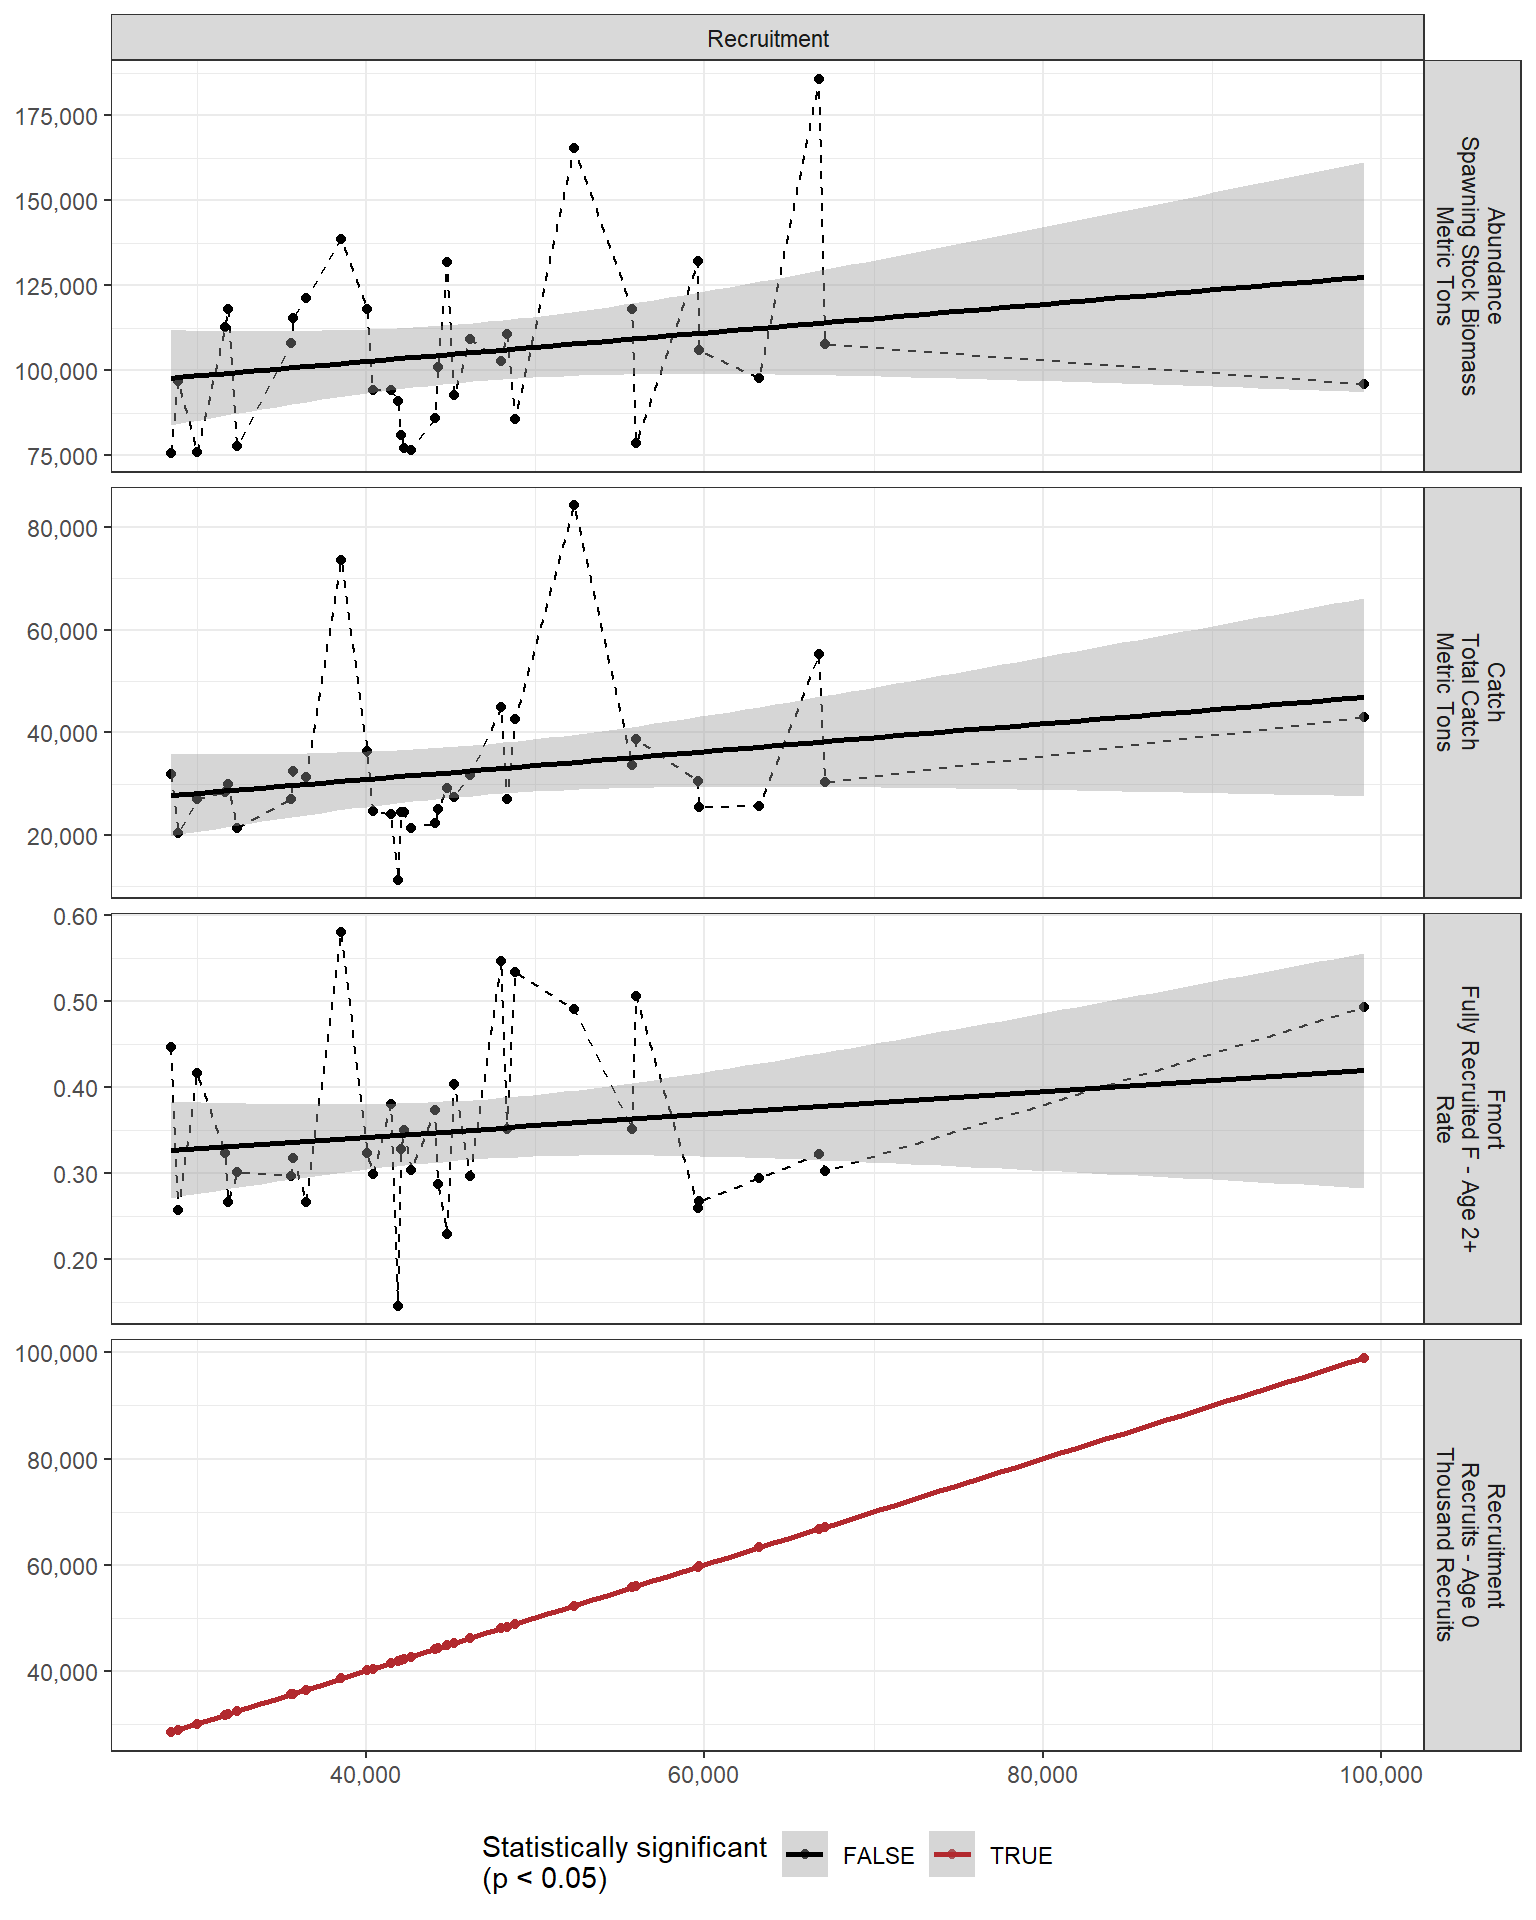 Recruitment
175,000
150,000
125,000
100,000
75,000
Abundance
Spawning Stock Biomass
Metric Tons
80,000
60,000
40,000
20,000
Catch
Total Catch
Metric Tons
0.60
0.50
0.40
0.30
0.20
Fmort
Fully Recruited F - Age 2+
Rate
100,000
80,000
60,000
40,000
Recruitment
Recruits - Age 0
Thousand Recruits
40,000
60,000
80,000
100,000
Statistically significant
(p < 0.05)
FALSE
TRUE